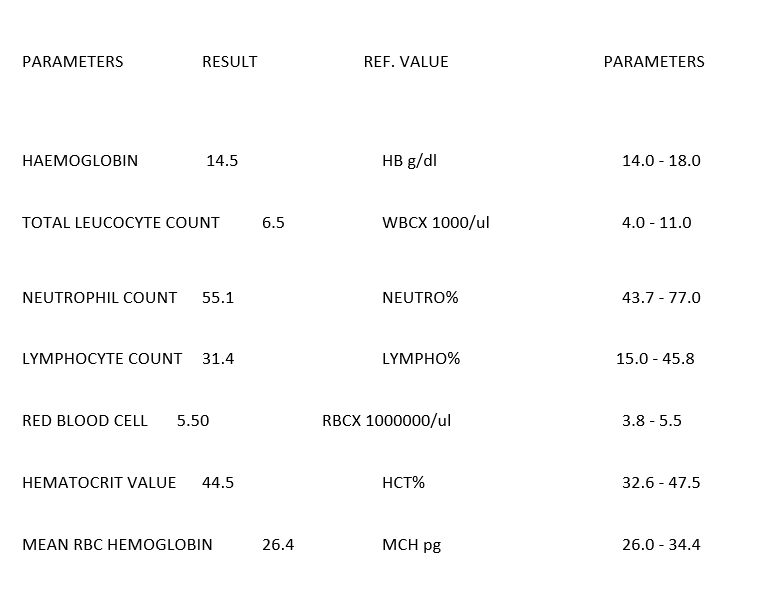 PARAMETERS RESULT REF. VALUE PARAMETERS
HAEMOGLOBIN 14.5 HB g/dl 14.0 - 18.0
TOTAL LEUCOCYTE COUNT 6.5 WBCX 1000/ul 4.0 - 11.0
NEUTROPHIL COUNT 55.1 NEUTRO% 43.7 - 77.0
LYMPHOCYTE COUNT 31.4 LYMPHO% 15.0 - 45.8
RED BLOOD CELL 5.50 RBCX 1000000/ul 3.8 - 5.5
HEMATOCRIT VALUE 44.5 HCT% 32.6 - 47.5
MEAN RBC HEMOGLOBIN 26.4 MCH pg 26.0 - 34.4